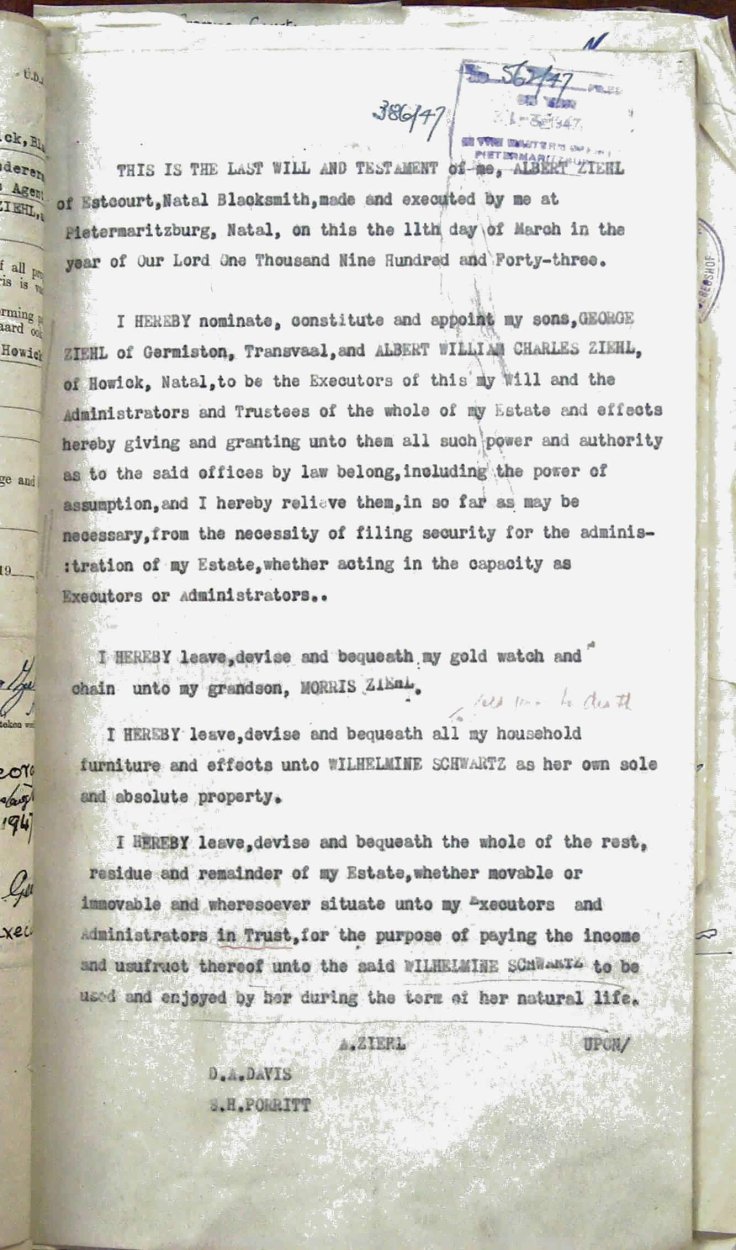 N
386/47
562/47
THIS IS THE LAST WILL AND TESTAMENT of me, ALBERT ZIEHL
of Estcourt,Natal Blacksmith,made and executed by me at
Pietermaritzburg, Natal, on this the 11th day of March in the
year of Our Lord One Thousand Nine Hundred and Forty-three.
I HEREBY nominate, constitute and appoint my sons,GEORGE
ZIEHL of Germiston, Transvaal,and ALBERT WILLIAM CHARLES ZIEHL,
of Howick, Natal,to be the Executors of this my Will and the
Administrators and Trustees of the whole of my Estate and effects
hereby giving and granting unto them all such power and authority
as to the said offices by law belong,including the power of
assumption,and I hereby relieve them,in so far as may be
necessary,from the necessity of filing security for the adminis-
:tration of my Estate,whether acting in the capacity as
Executors or Administrators..
I HEREBY leave,devise and bequeath my gold watch and
chain unto my grandson, MORRIS ZIEHL.
to death
I HEREBY leave,devise and bequeath all my household
furniture and effects unto WILHELMINE SCHWARTZ as her own sole
and absolute property.
I HEREBY leave,devise and bequeath the whole of the rest,
residue and remainder of my Estate,whether movable or
immovable and wheresoever situate unto my Executors and
Administrators in Trust,for the purpose of paying the income
and usufruct thereof unto the said WILHELMINE SCHWARTZ to be
used and enjoyed by her during the term of her natural life.
A.ZIEHL UPON/
D.A.DAVIS
S.H.PORRITT